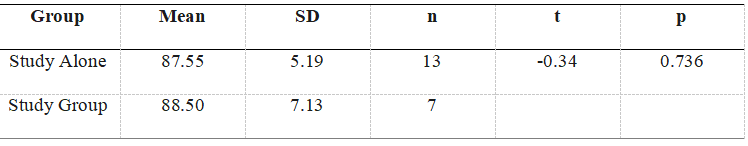 Group Mean SD n t p
Study Alone 87.55 5.19 13 -0.34 0.736
Study Group 88.50 7.13 7